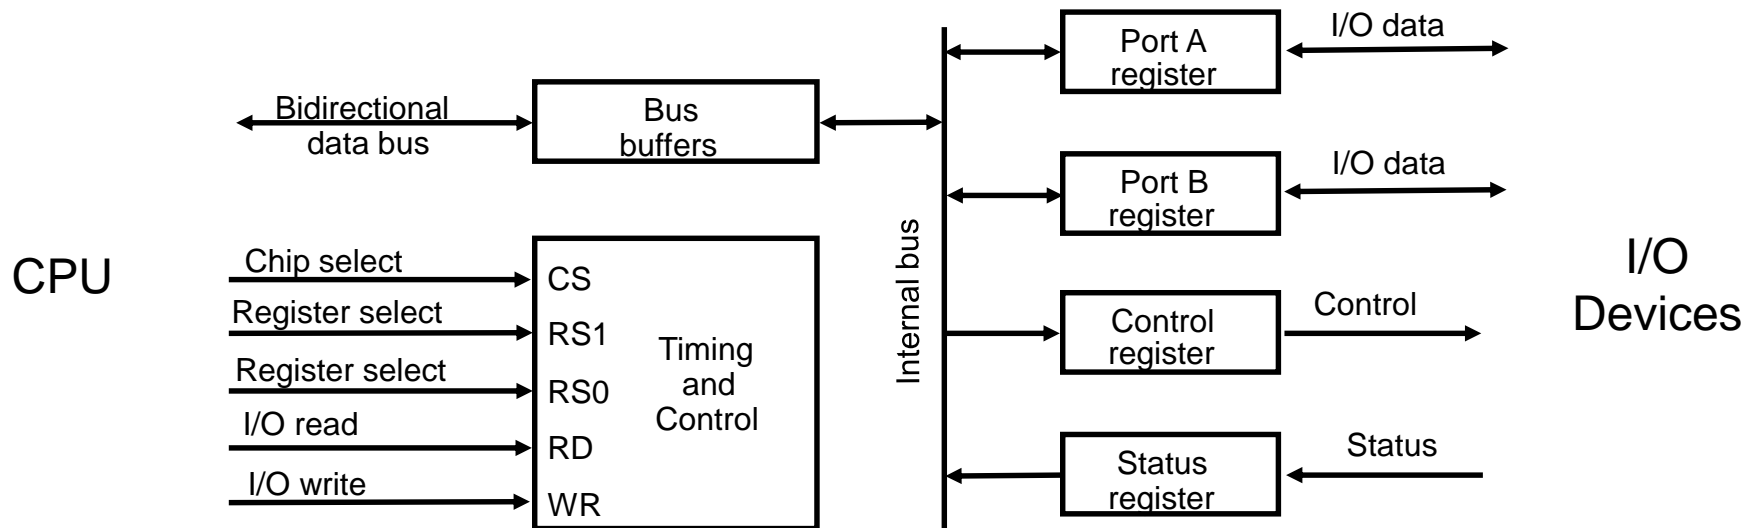 CPU
Bidirectional
data bus
Bus
buffers
Chip select
Register select
Register select
I/O read
I/O write
CS
RS1
RS0
RD
WR
Timing
and
Control
Internal bus
Port A
register
I/O data
Port B
register
I/O data
Control
register
Control
Status
register
Status
I/O
Devices